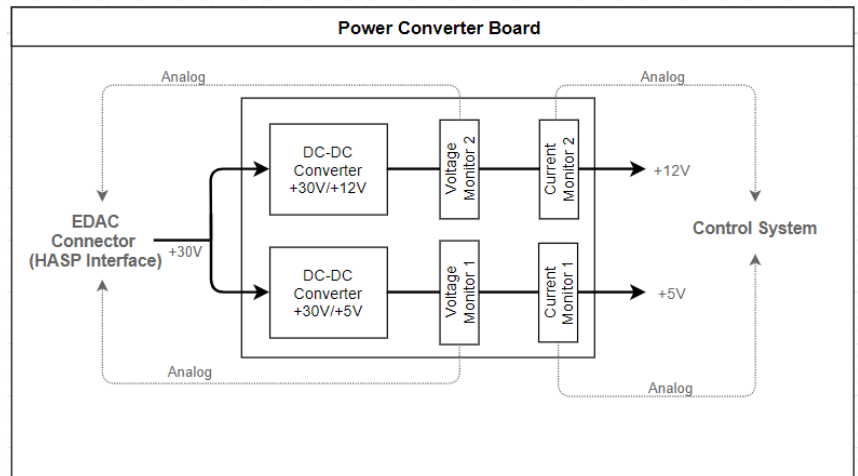 Power Converter Board
Analog
Analog
DC-DC
Converter
+30V/+12V
Voltage
Monitor 2
Current
Monitor 2
+12V
EDAC
Connector
(HASP Interface)
+30V
Control System
DC-DC
Converter
+30V/+5V
Voltage
Monitor 1
Current
Monitor 1
+5V
Analog
Analog